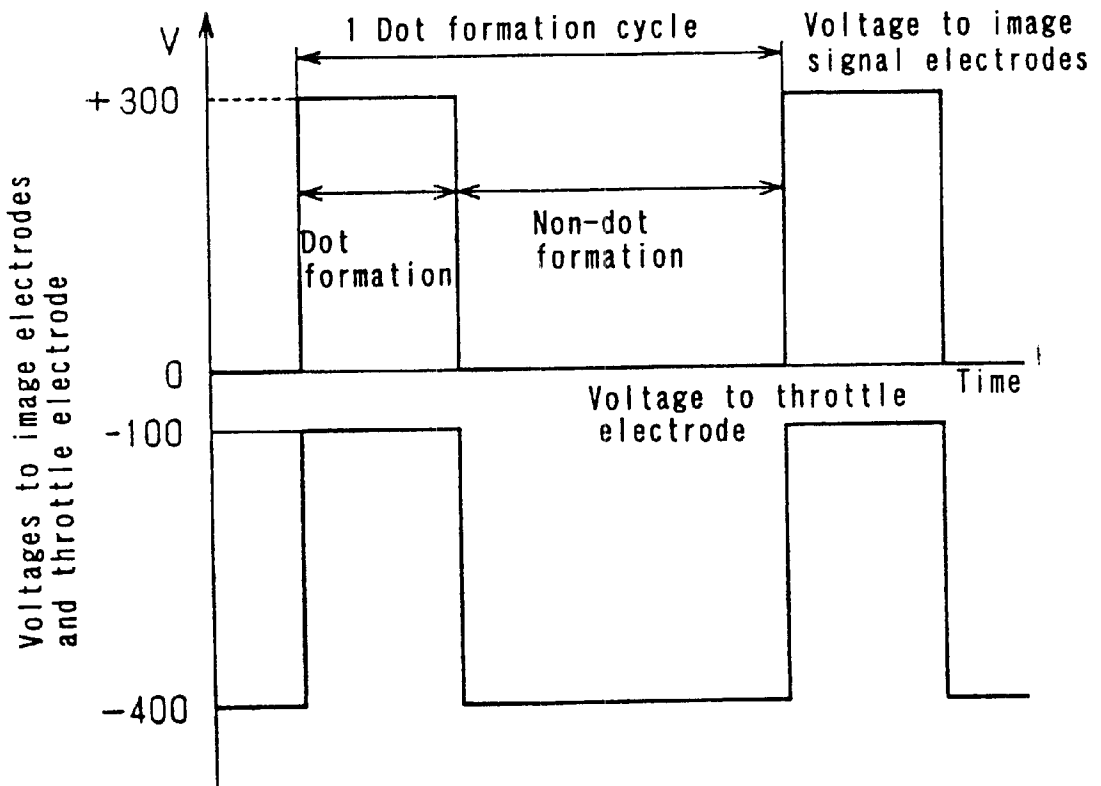 V
1 Dot formation cycle
Voltage to image
signal electrodes
+300
Dot
formation
Non-dot
formation
0
Time
Voltage to throttle
electrode
-100
-400
Voltages to image electrodes
and throttle electrode